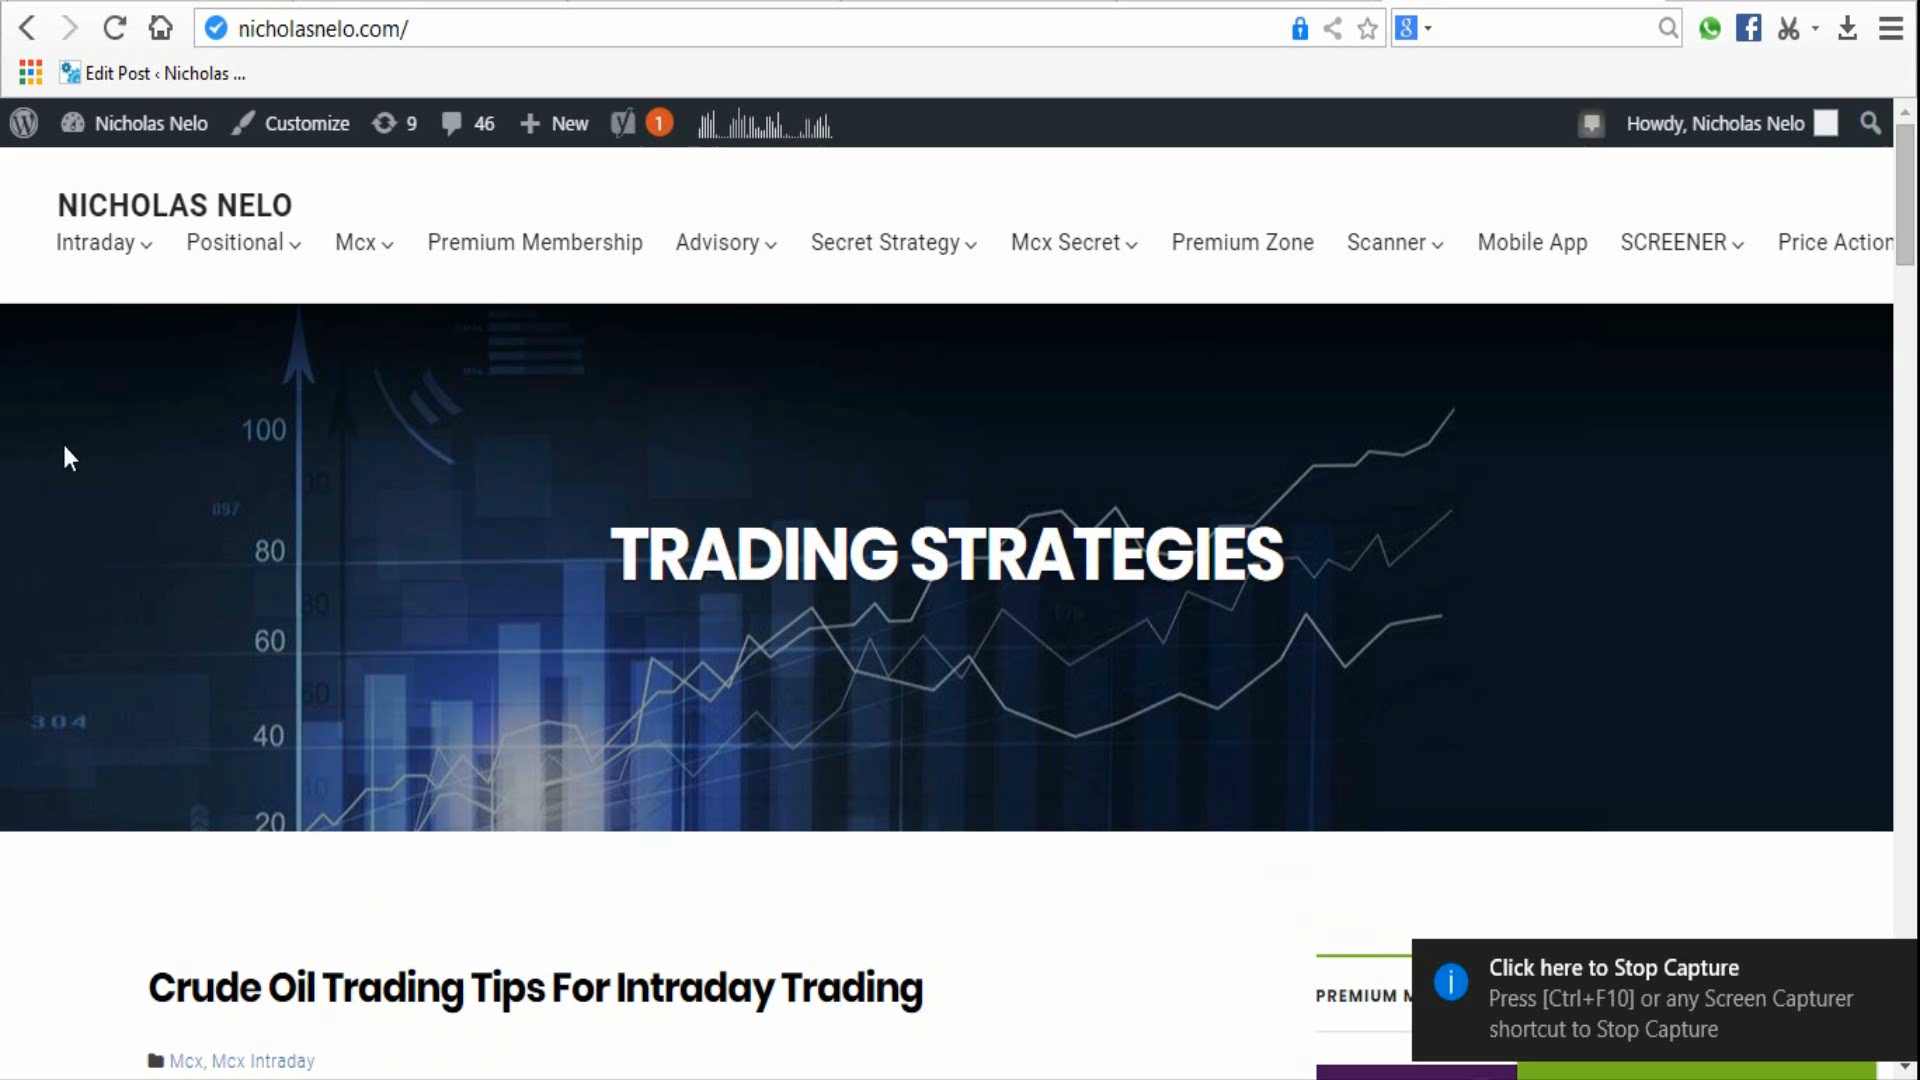 nicholasnelo.com/
Edit Post ‹ Nicholas ...
Nicholas Nelo Customize 9 46 New 1 Howdy, Nicholas Nelo
NICHOLAS NELO
Intraday Positional Mcx Premium Membership Advisory Secret Strategy Mcx Secret Premium Zone Scanner Mobile App SCREENER Price Action
100
097
80
TRADING STRATEGIES
60
304
40
20
Crude Oil Trading Tips For Intraday Trading
Mcx, Mcx Intraday
PREMIUM M
Click here to Stop Capture
Press [Ctrl+F10] or any Screen Capturer
shortcut to Stop Capture